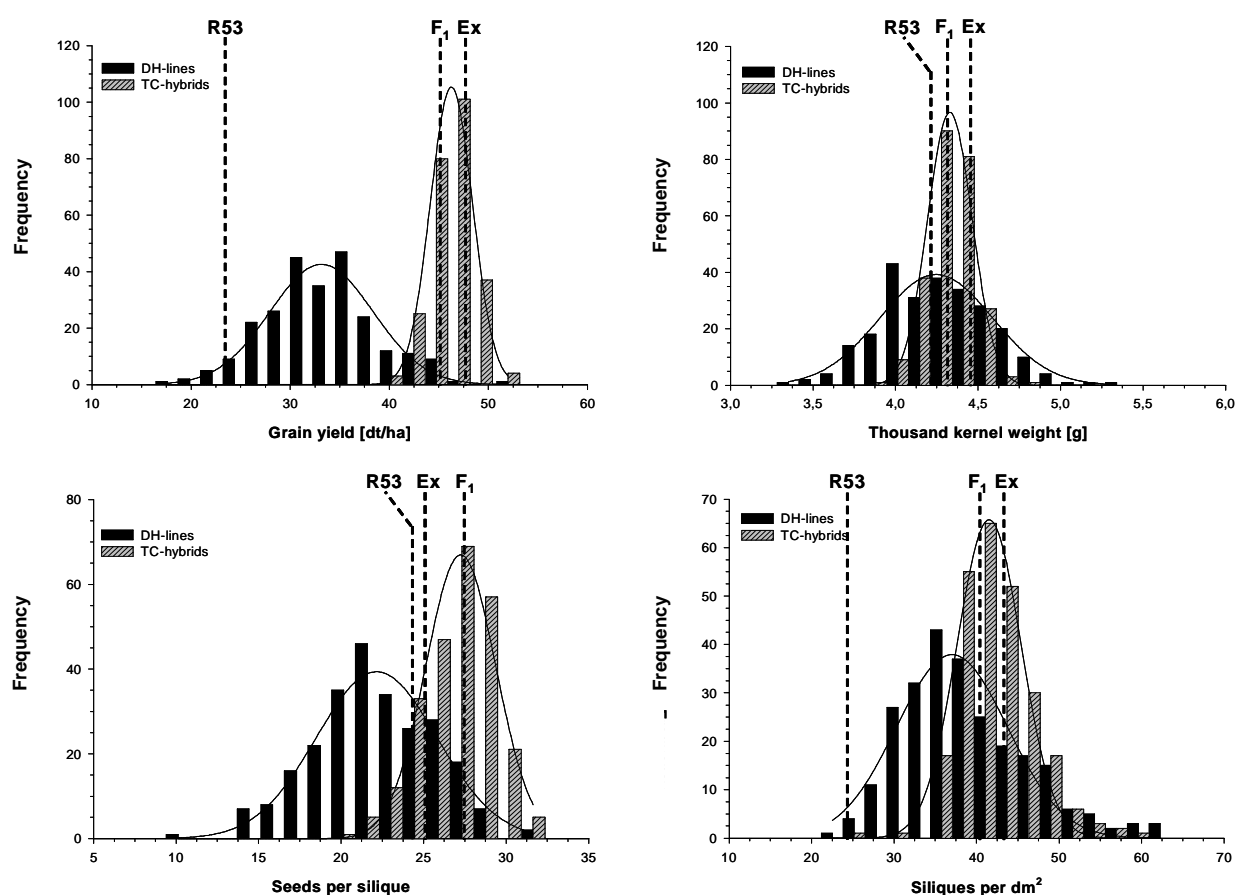 R53 F₁ Ex
120
100
80
60
40
20
0
Frequency
DH-lines
TC-hybrids
10 20 30 40 50 60
Grain yield [dt/ha]
R53 F₁ Ex
120
100
80
60
40
20
0
Frequency
DH-lines
TC-hybrids
3,0 3,5 4,0 4,5 5,0 5,5 6,0
Thousand kernel weight [g]
R53 Ex F₁
80
60
40
20
0
Frequency
DH-lines
TC-hybrids
5 10 15 20 25 30 35
Seeds per silique
R53 F₁ Ex
70
60
50
40
30
20
10
0
Frequency
DH-lines
TC-hybrids
10 20 30 40 50 60 70
Siliques per dm²